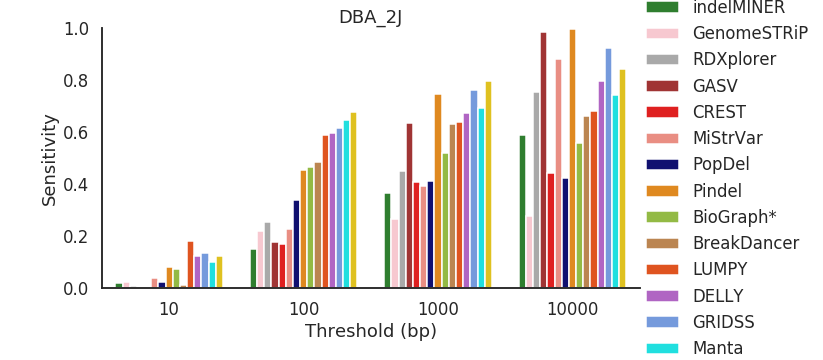 DBA_2J
1.0
0.8
0.6
0.4
0.2
0.0
Sensitivity
10
100
1000
10000
Threshold (bp)
indelMINER
GenomeSTRiP
RDXplorer
GASV
CREST
MiStrVar
PopDel
Pindel
BioGraph*
BreakDancer
LUMPY
DELLY
GRIDSS
Manta